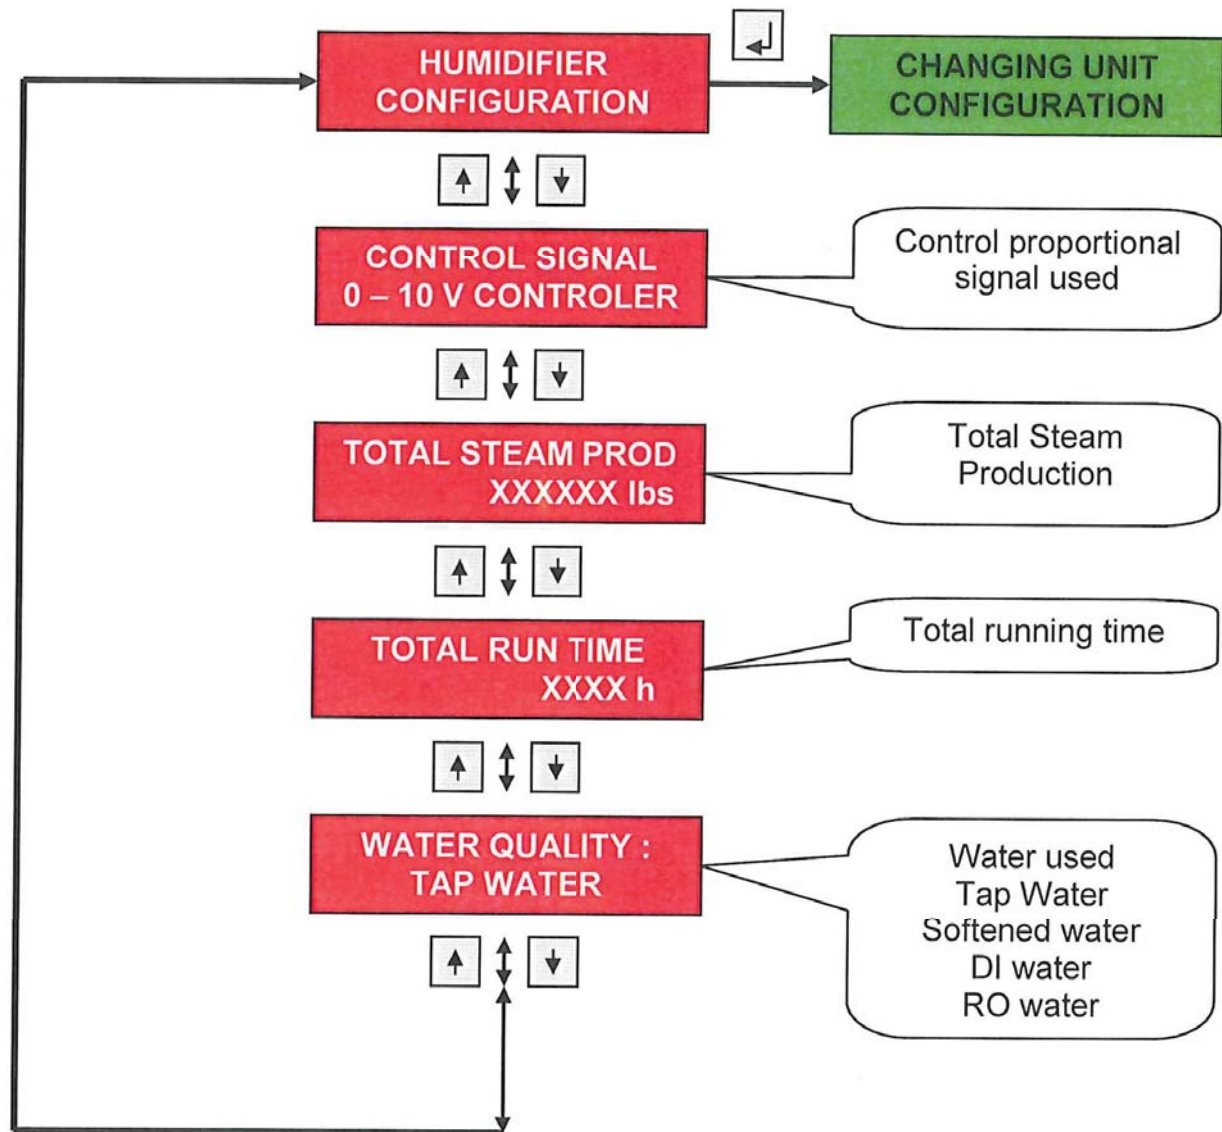 HUMIDIFIER
CONFIGURATION
CHANGING UNIT
CONFIGURATION
CONTROL SIGNAL
0 – 10 V CONTROLER
Control proportional
signal used
TOTAL STEAM PROD
XXXXXX lbs
Total Steam
Production
TOTAL RUN TIME
XXXX h
Total running time
WATER QUALITY :
TAP WATER
Water used
Tap Water
Softened water
DI water
RO water